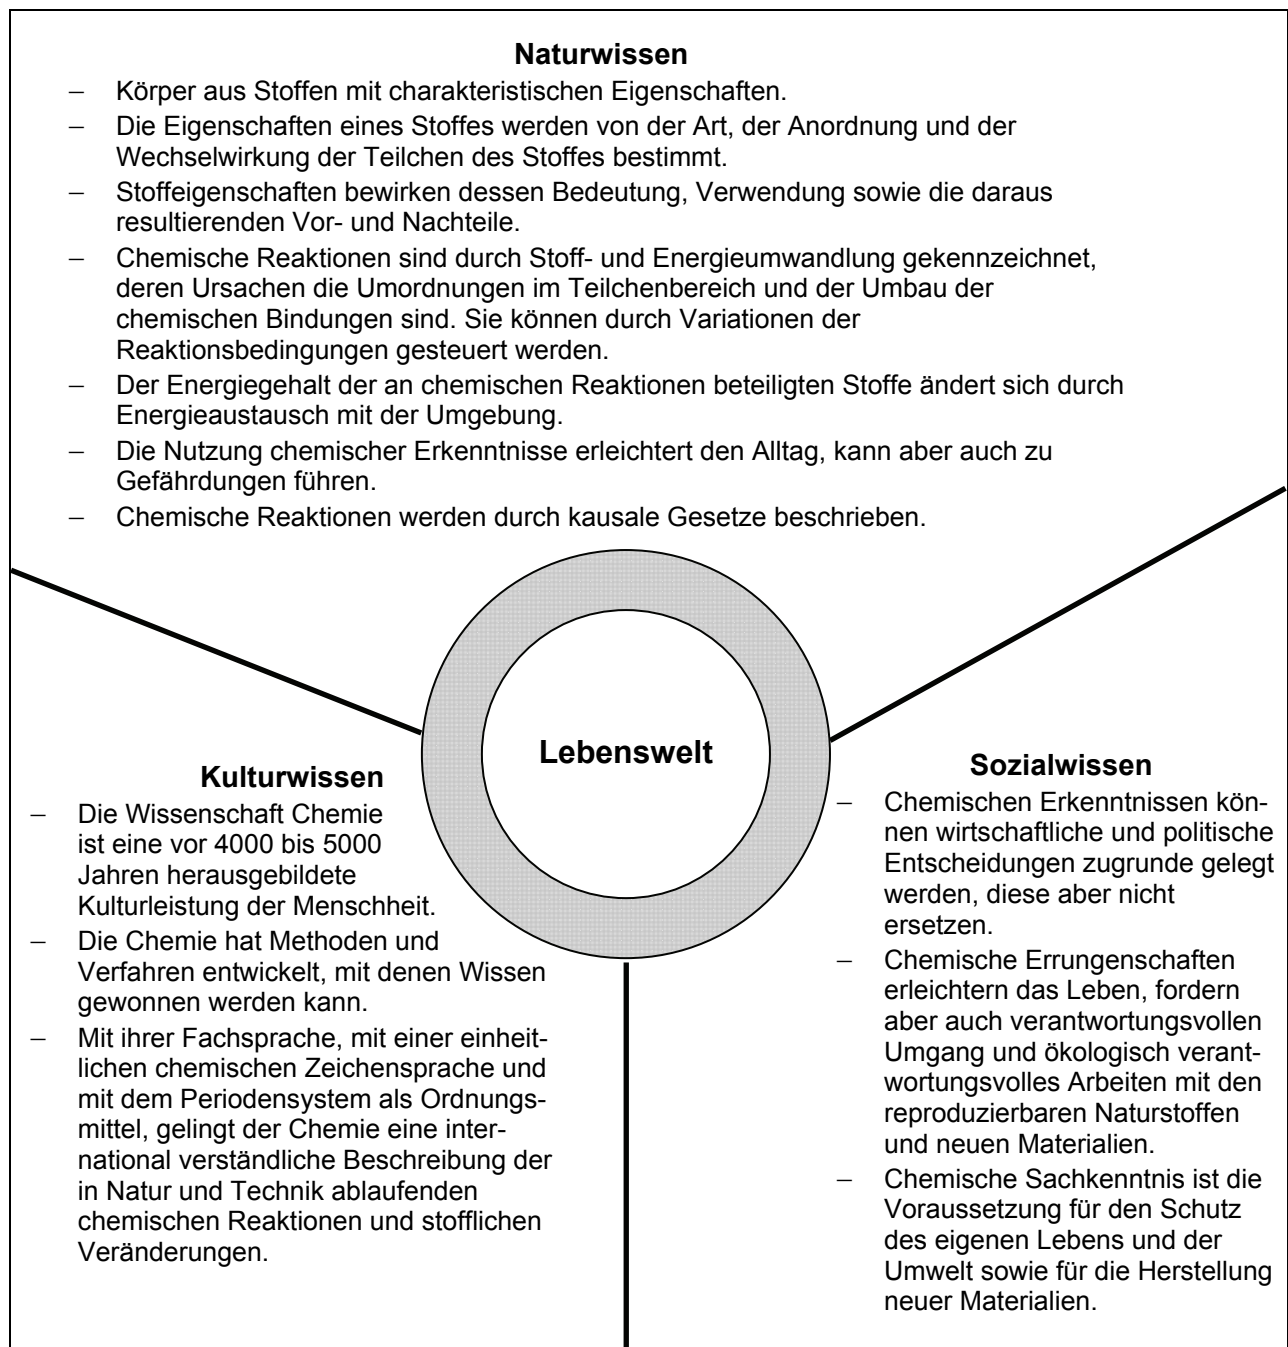 Naturwissen
– Körper aus Stoffen mit charakteristischen Eigenschaften.
– Die Eigenschaften eines Stoffes werden von der Art, der Anordnung und der
Wechselwirkung der Teilchen des Stoffes bestimmt.
– Stoffeigenschaften bewirken dessen Bedeutung, Verwendung sowie die daraus
resultierenden Vor- und Nachteile.
– Chemische Reaktionen sind durch Stoff- und Energieumwandlung gekennzeichnet,
deren Ursachen die Umordnungen im Teilchenbereich und der Umbau der
chemischen Bindungen sind. Sie können durch Variationen der
Reaktionsbedingungen gesteuert werden.
– Der Energiegehalt der an chemischen Reaktionen beteiligten Stoffe ändert sich durch
Energieaustausch mit der Umgebung.
– Die Nutzung chemischer Erkenntnisse erleichtert den Alltag, kann aber auch zu
Gefährdungen führen.
– Chemische Reaktionen werden durch kausale Gesetze beschrieben.
Lebenswelt
Kulturwissen
– Die Wissenschaft Chemie
ist eine vor 4000 bis 5000
Jahren herausgebildete
Kulturleistung der Menschheit.
– Die Chemie hat Methoden und
Verfahren entwickelt, mit denen Wissen
gewonnen werden kann.
– Mit ihrer Fachsprache, mit einer einheit-
lichen chemischen Zeichensprache und
mit dem Periodensystem als Ordnungs-
mittel, gelingt der Chemie eine inter-
national verständliche Beschreibung der
in Natur und Technik ablaufenden
chemischen Reaktionen und stofflichen
Veränderungen.
Sozialwissen
– Chemischen Erkenntnissen kön-
nen wirtschaftliche und politische
Entscheidungen zugrunde gelegt
werden, diese aber nicht
ersetzen.
– Chemische Errungenschaften
erleichtern das Leben, fordern
aber auch verantwortungsvollen
Umgang und ökologisch verant-
wortungsvolles Arbeiten mit den
reproduzierbaren Naturstoffen
und neuen Materialien.
– Chemische Sachkenntnis ist die
Voraussetzung für den Schutz
des eigenen Lebens und der
Umwelt sowie für die Herstellung
neuer Materialien.